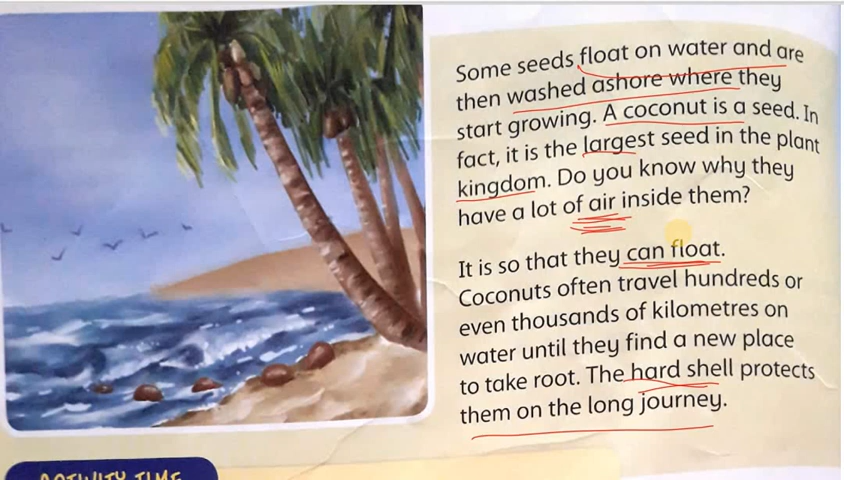 Some seeds float on water and are
then washed ashore where they
start growing. A coconut is a seed. In
fact, it is the largest seed in the plant
kingdom. Do you know why they
have a lot of air inside them?
It is so that they can float.
Coconuts often travel hundreds or
even thousands of kilometres on
water until they find a new place
to take root. The hard shell protects
them on the long journey.
ACTIVITY TIME